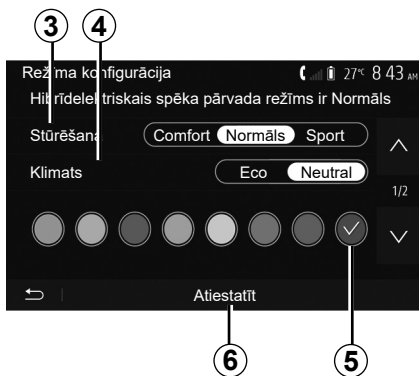 3 4
Režīma konfigurācija 27°C 8 43 AM
Hibrīdelektriskais spēka pārvada režīms ir Normāls
Stūrēšana Comfort Normāls Sport
Klimats Eco Neutral
1/2
Atiestatīt
6 5